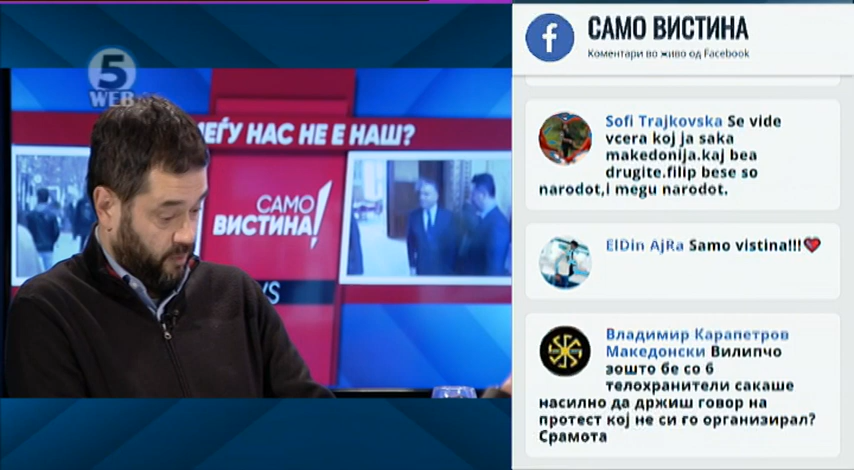 5
WEB
МЕЃУ НАС НЕ Е НАШ?
САМО
ВИСТИНА!
САМО ВИСТИНА
Коментари во живо од Facebook
Sofi Trajkovska Se vide
vcera koj ja saka
makedonija.kaj bea
drugite.filip bese so
narodot,i megu narodot.
ElDin AjRa Samo vistina!!!❤
Владимир Карапетров
Македонски Вилипчо
зошто бе со 6
телохранители сакаше
насилно да држиш говор на
протест кој не си го организирал?
Срамота